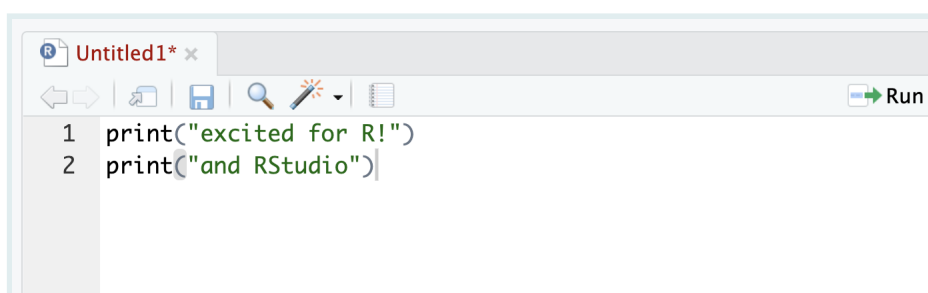 R Untitled1* ×
Run
1 print("excited for R!")
2 print("and RStudio")